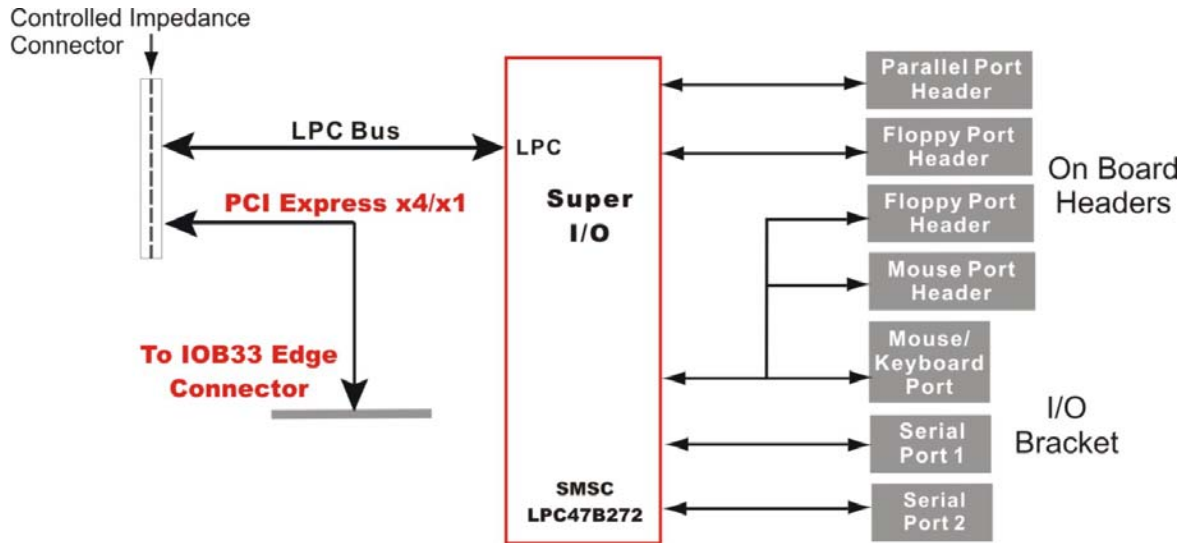 Controlled Impedance
Connector
LPC Bus
PCI Express x4/x1
To IOB33 Edge
Connector
LPC
Super
I/O
SMSC
LPC47B272
Parallel Port
Header
Floppy Port
Header
Floppy Port
Header
Mouse Port
Header
Mouse/
Keyboard
Port
Serial
Port 1
Serial
Port 2
On Board
Headers
I/O
Bracket